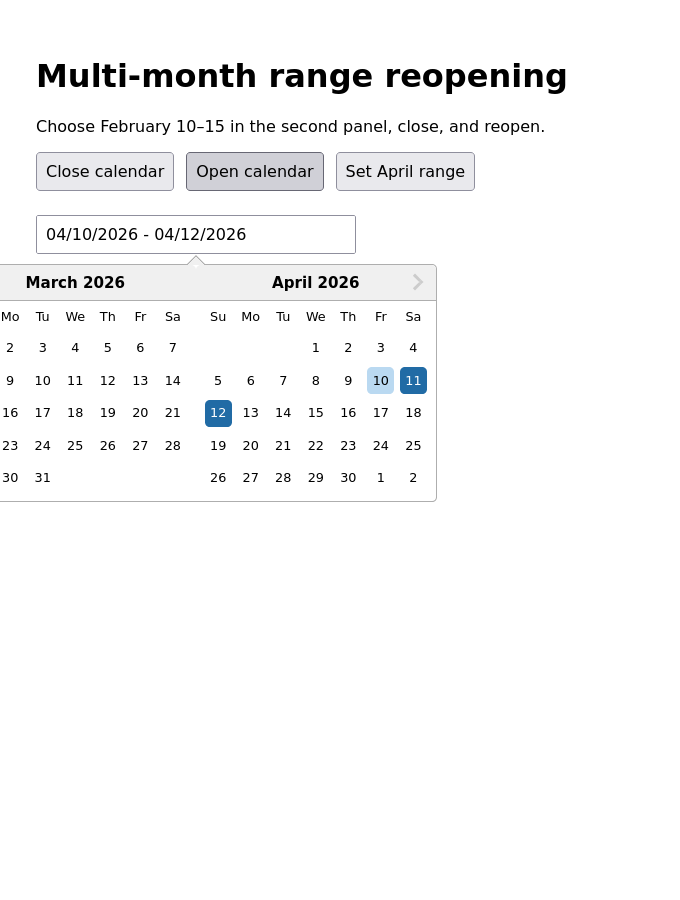 Multi-month range reopening
Choose February 10–15 in the second panel, close, and reopen.
Close calendar Open calendar Set April range
04/10/2026 - 04/12/2026
March 2026 April 2026
Mo Tu We Th Fr Sa Su Mo Tu We Th Fr Sa
2 3 4 5 6 7 1 2 3 4
9 10 11 12 13 14 5 6 7 8 9 10 11
16 17 18 19 20 21 12 13 14 15 16 17 18
23 24 25 26 27 28 19 20 21 22 23 24 25
30 31 26 27 28 29 30 1 2